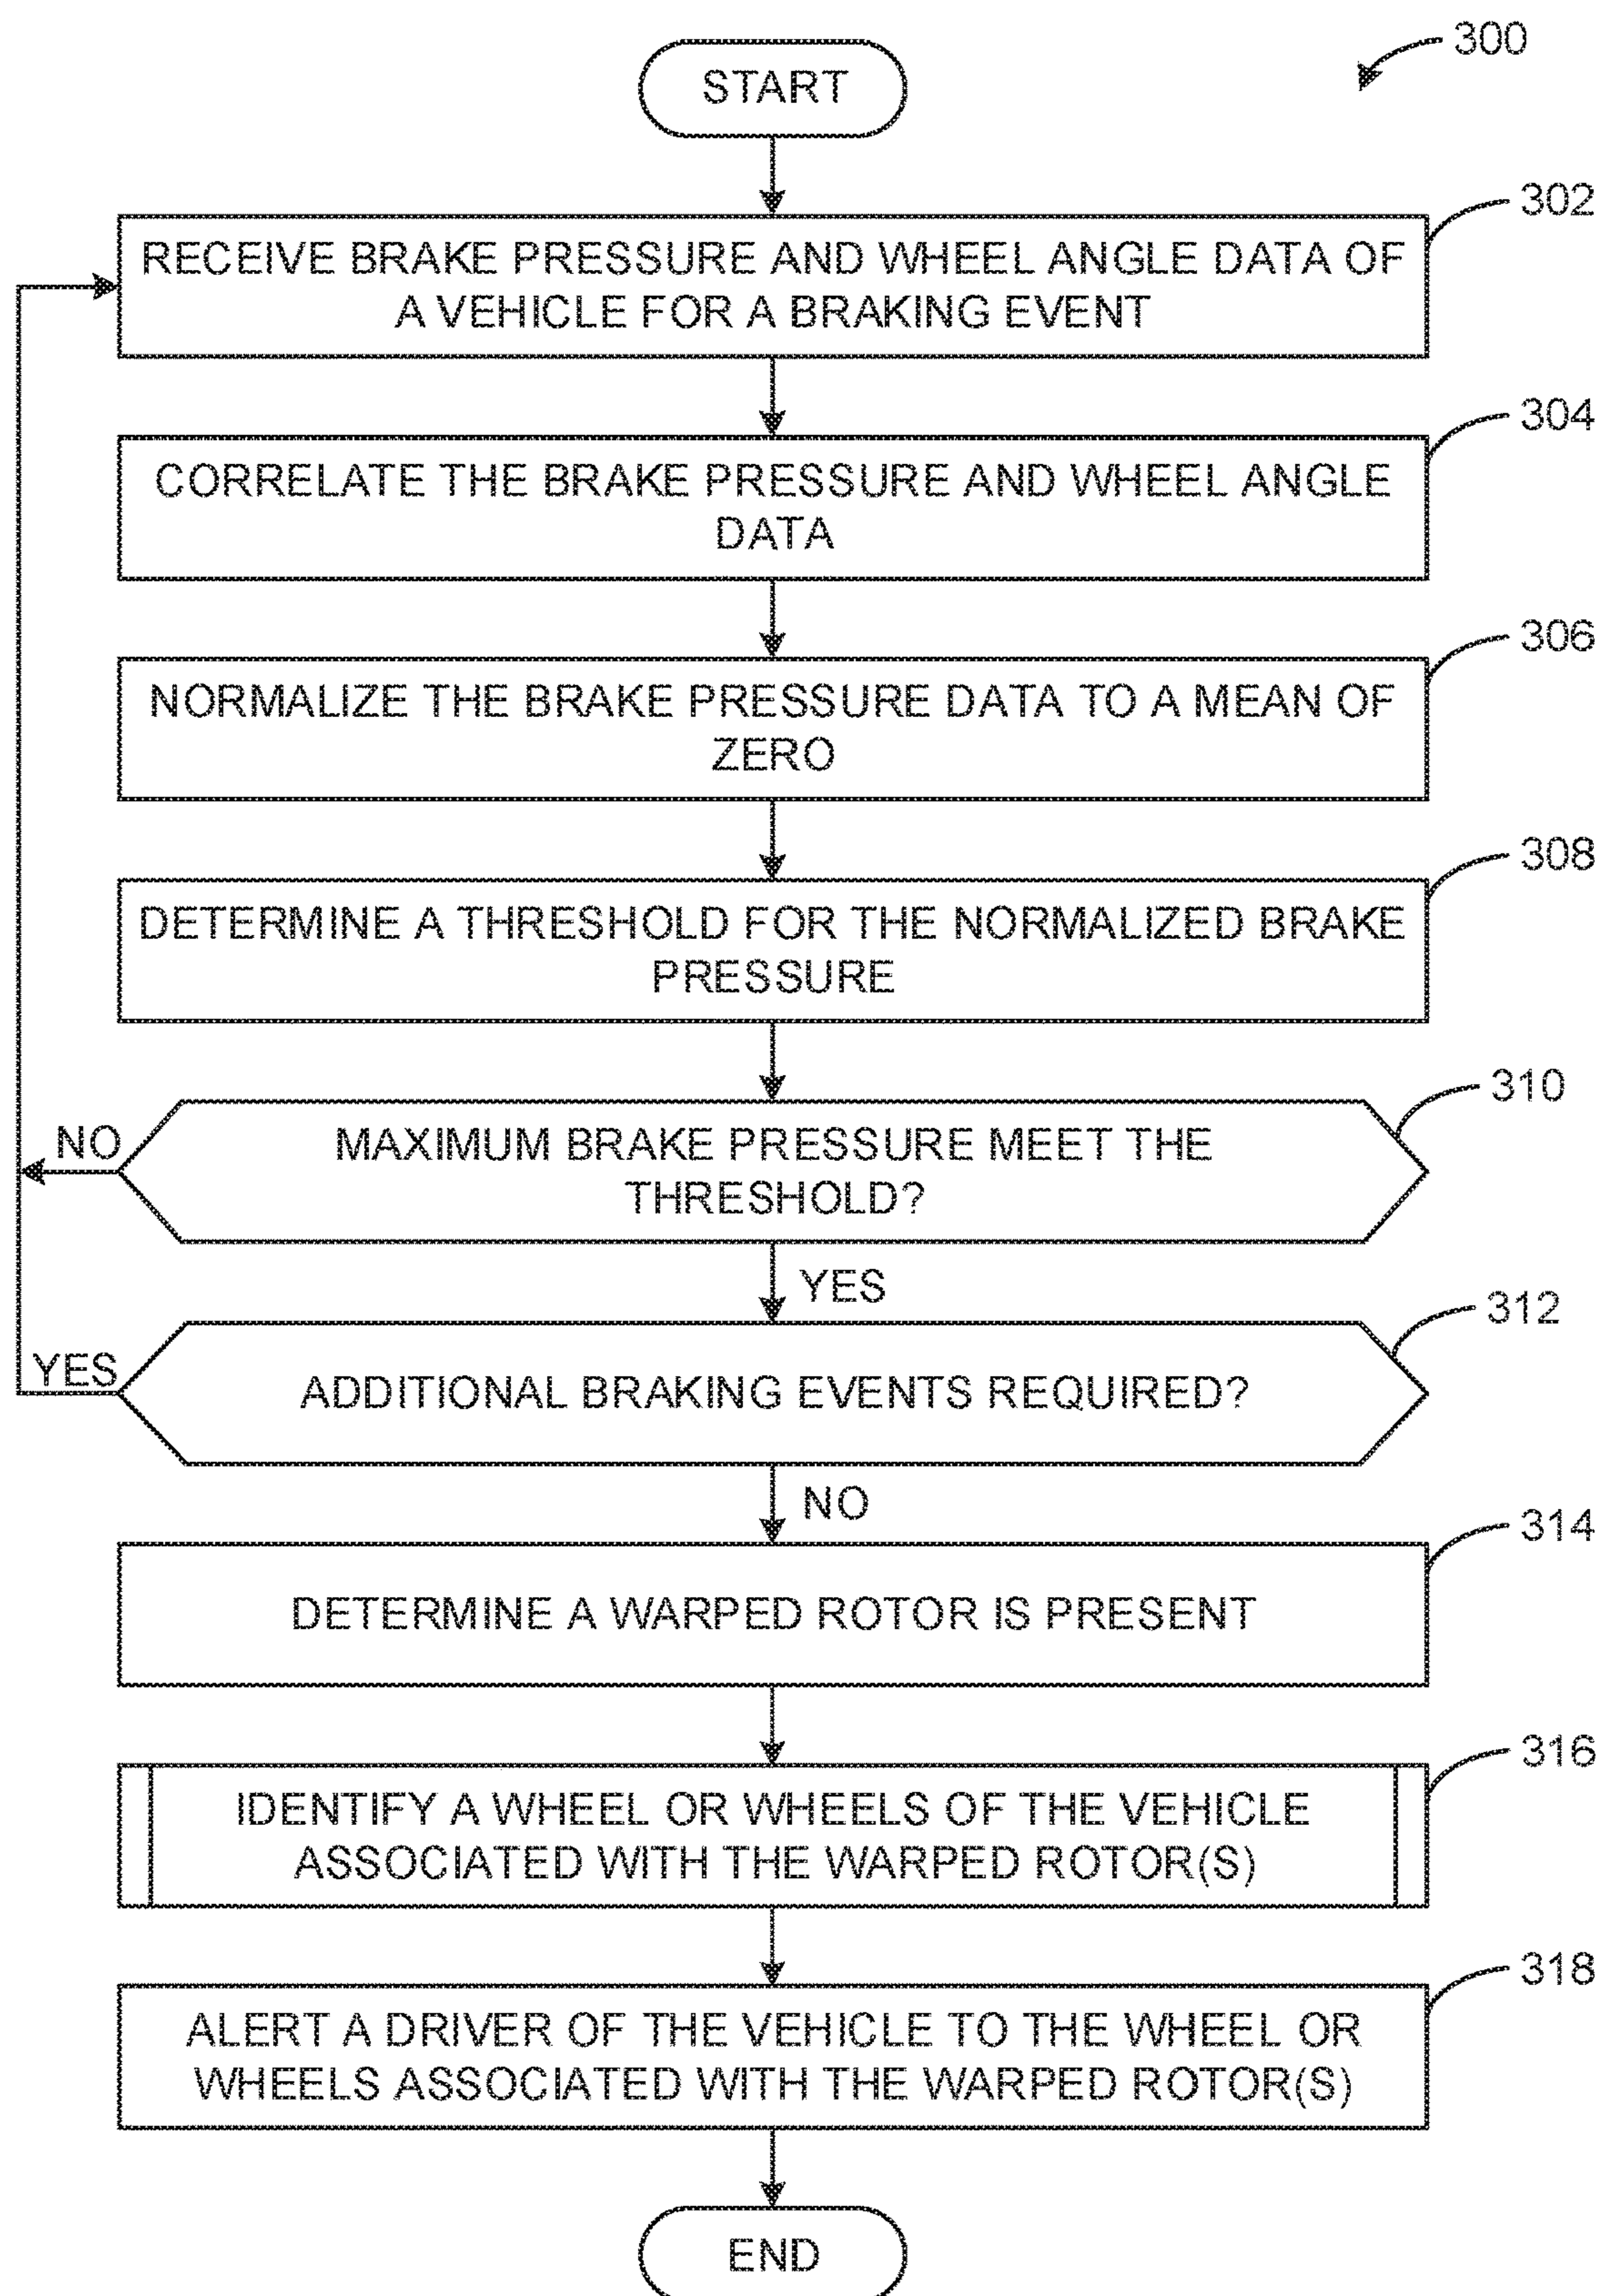 300
START
302
RECEIVE BRAKE PRESSURE AND WHEEL ANGLE DATA OF
A VEHICLE FOR A BRAKING EVENT
304
CORRELATE THE BRAKE PRESSURE AND WHEEL ANGLE
DATA
306
NORMALIZE THE BRAKE PRESSURE DATA TO A MEAN OF
ZERO
308
DETERMINE A THRESHOLD FOR THE NORMALIZED BRAKE
PRESSURE
310
MAXIMUM BRAKE PRESSURE MEET THE
THRESHOLD?
NO
YES
312
ADDITIONAL BRAKING EVENTS REQUIRED?
YES
NO
314
DETERMINE A WARPED ROTOR IS PRESENT
316
IDENTIFY A WHEEL OR WHEELS OF THE VEHICLE
ASSOCIATED WITH THE WARPED ROTOR(S)
318
ALERT A DRIVER OF THE VEHICLE TO THE WHEEL OR
WHEELS ASSOCIATED WITH THE WARPED ROTOR(S)
END